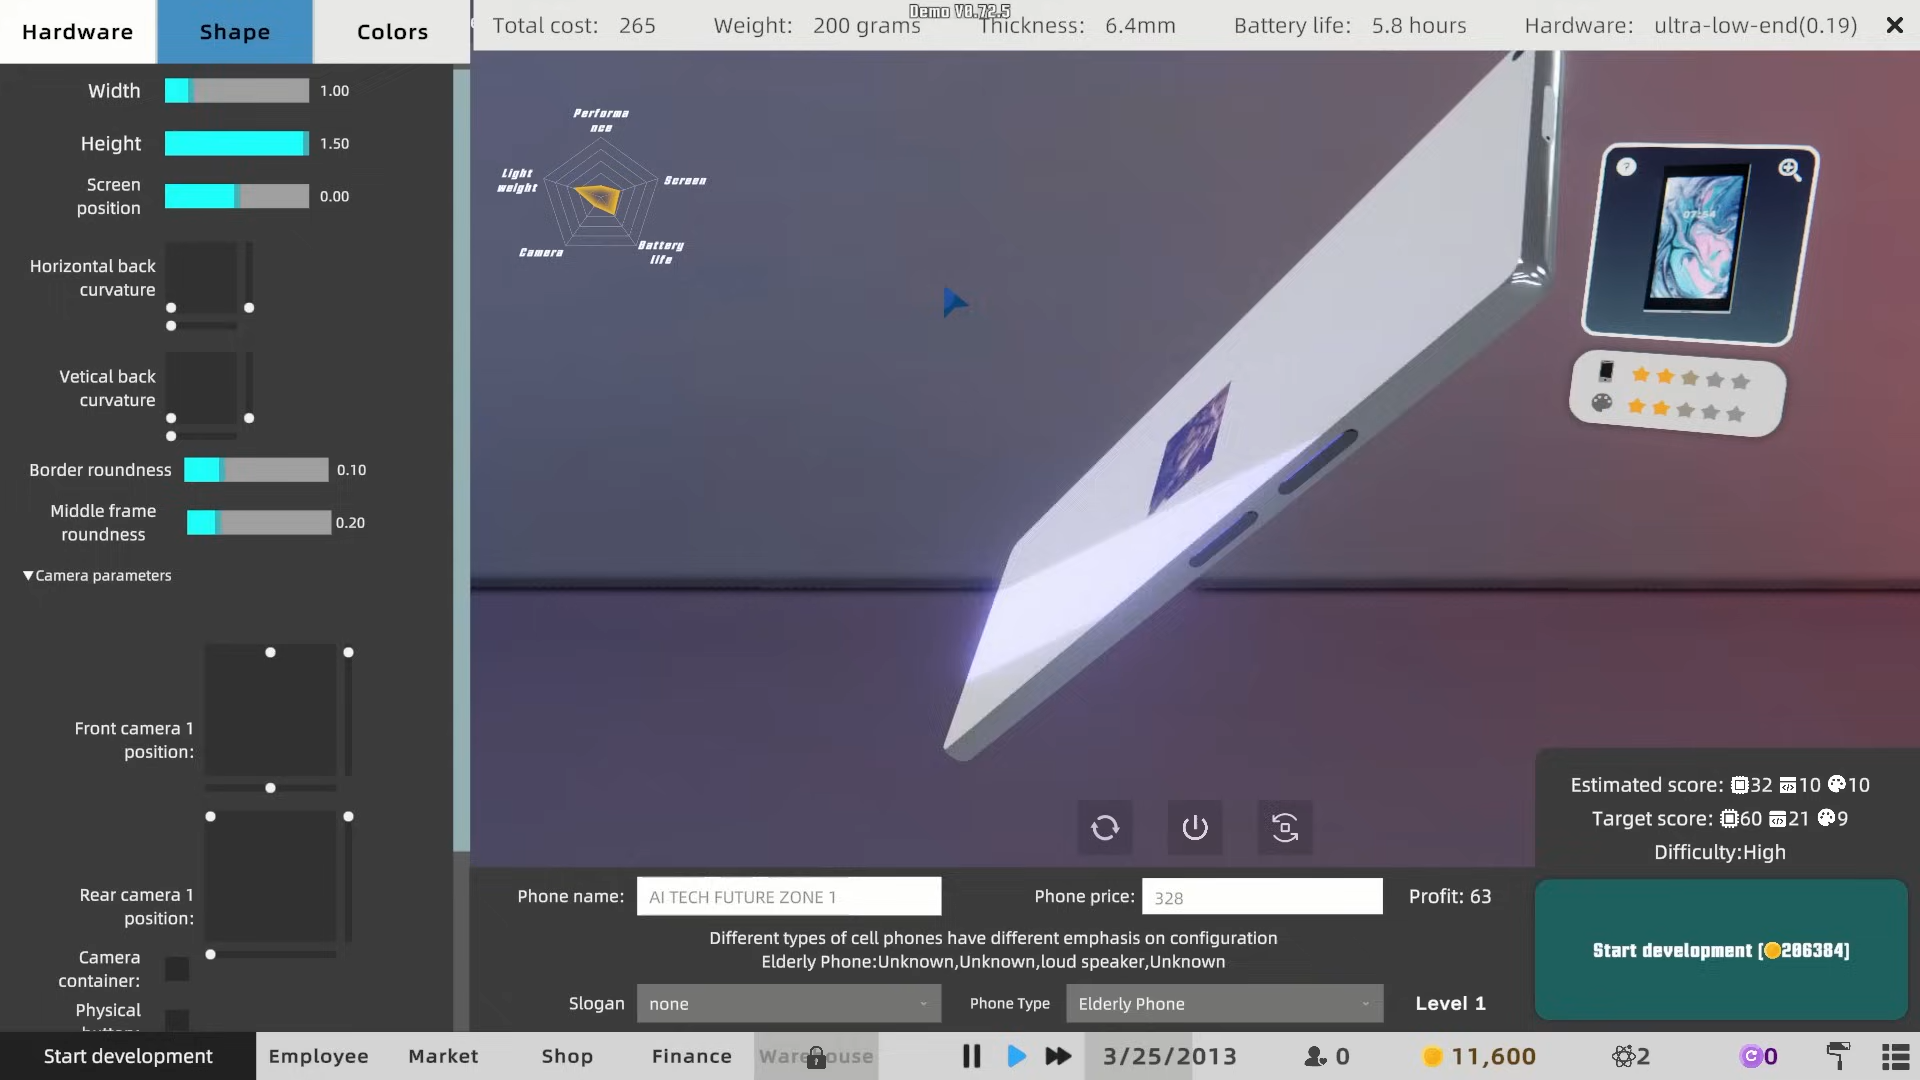 Hardware
Shape
Colors
Total cost: 265
Weight: 200 grams
Thickness: 6.4mm
Battery life: 5.8 hours
Hardware: ultra-low-end(0.19)
Demo V0.72.5
Width 1.00
Height 1.50
Screen
position
0.00
Horizontal back
curvature
Vetical back
curvature
Border roundness 0.10
Middle frame
roundness
0.20
▼Camera parameters
Front camera 1
position:
Rear camera 1
position:
Camera
container:
Physical
Performa
nce
Light
weight
Screen
Camera
Battery
life
07:54
Estimated score: 32 10 10
Target score: 60 21 9
Difficulty:High
Phone name: AI TECH FUTURE ZONE 1
Phone price: 328
Profit: 63
Different types of cell phones have different emphasis on configuration
Elderly Phone:Unknown,Unknown,loud speaker,Unknown
Slogan none
Phone Type Elderly Phone
Level 1
Start development [206384]
Start development
Employee
Market
Shop
Finance
Warehouse
3/25/2013
0
11,600
2
0